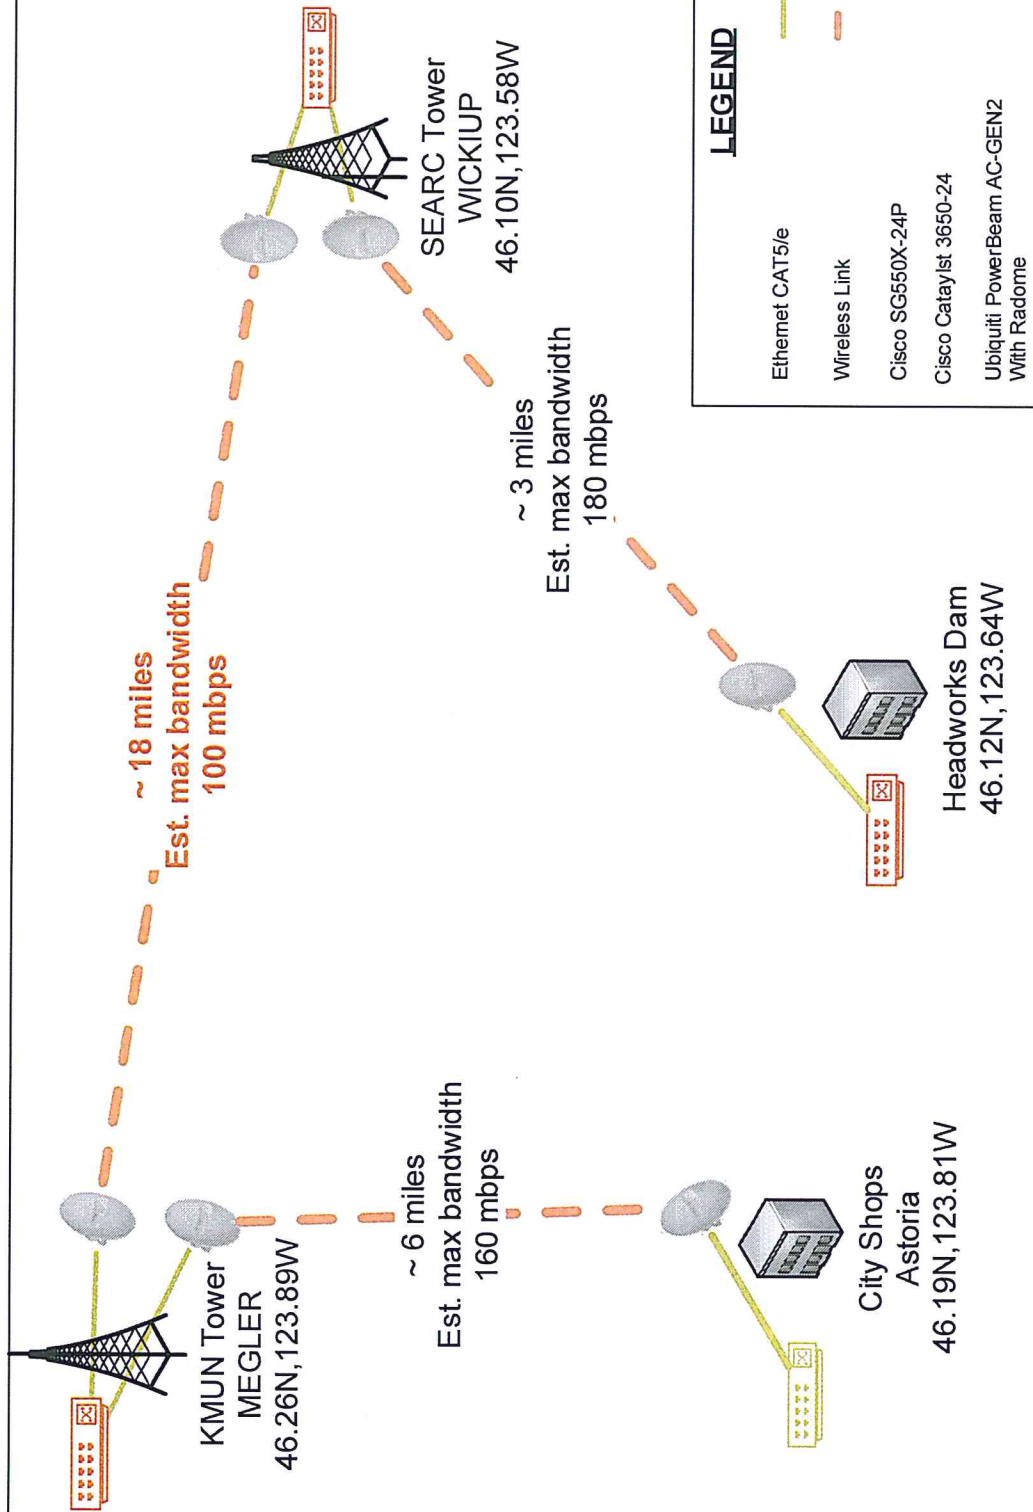 KMUN Tower
MEGLER
46.26N,123.89W
~ 18 miles
Est. max bandwidth
100 mbps
SEARC Tower
WICKIUP
46.10N,123.58W
~ 6 miles
Est. max bandwidth
160 mbps
~ 3 miles
Est. max bandwidth
180 mbps
City Shops
Astoria
46.19N,123.81W
Headworks Dam
46.12N,123.64W
LEGEND
Ethernet CAT5/e
Wireless Link
Cisco SG550X-24P
Cisco Cataylst 3650-24
Ubiquiti PowerBeam AC-GEN2
With Radome